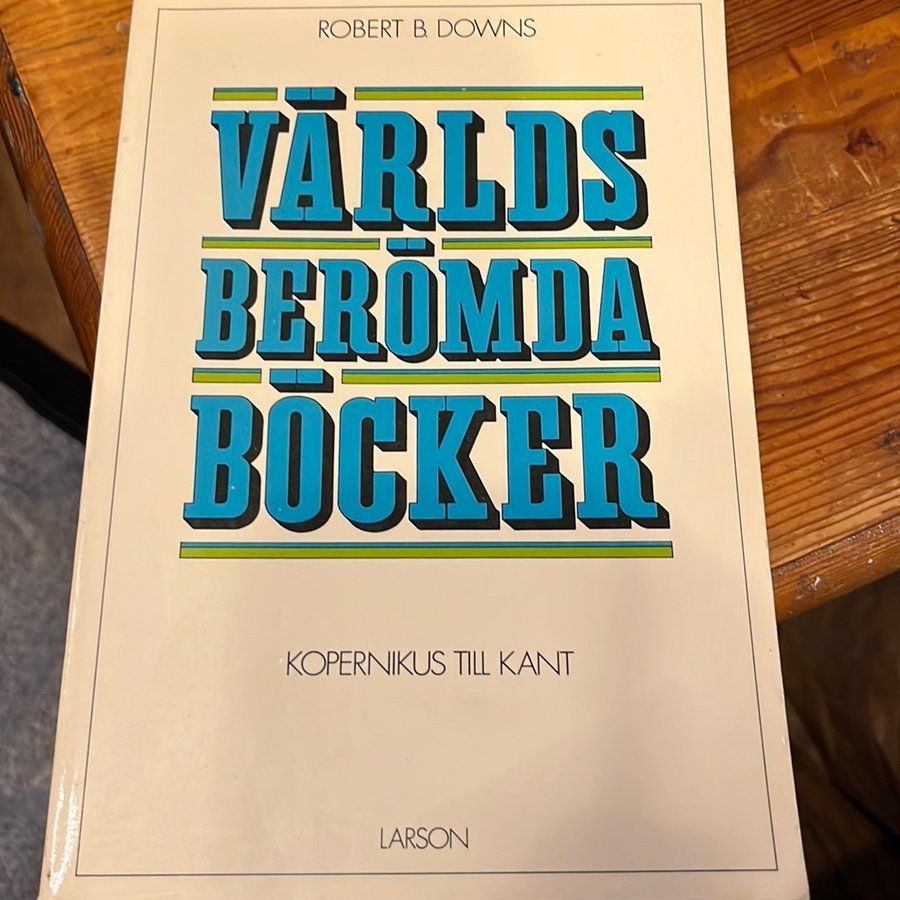 ROBERT B. DOWNS
VÄRLDS
BERÖMDA
BÖCKER
KOPERNIKUS TILL KANT
LARSON